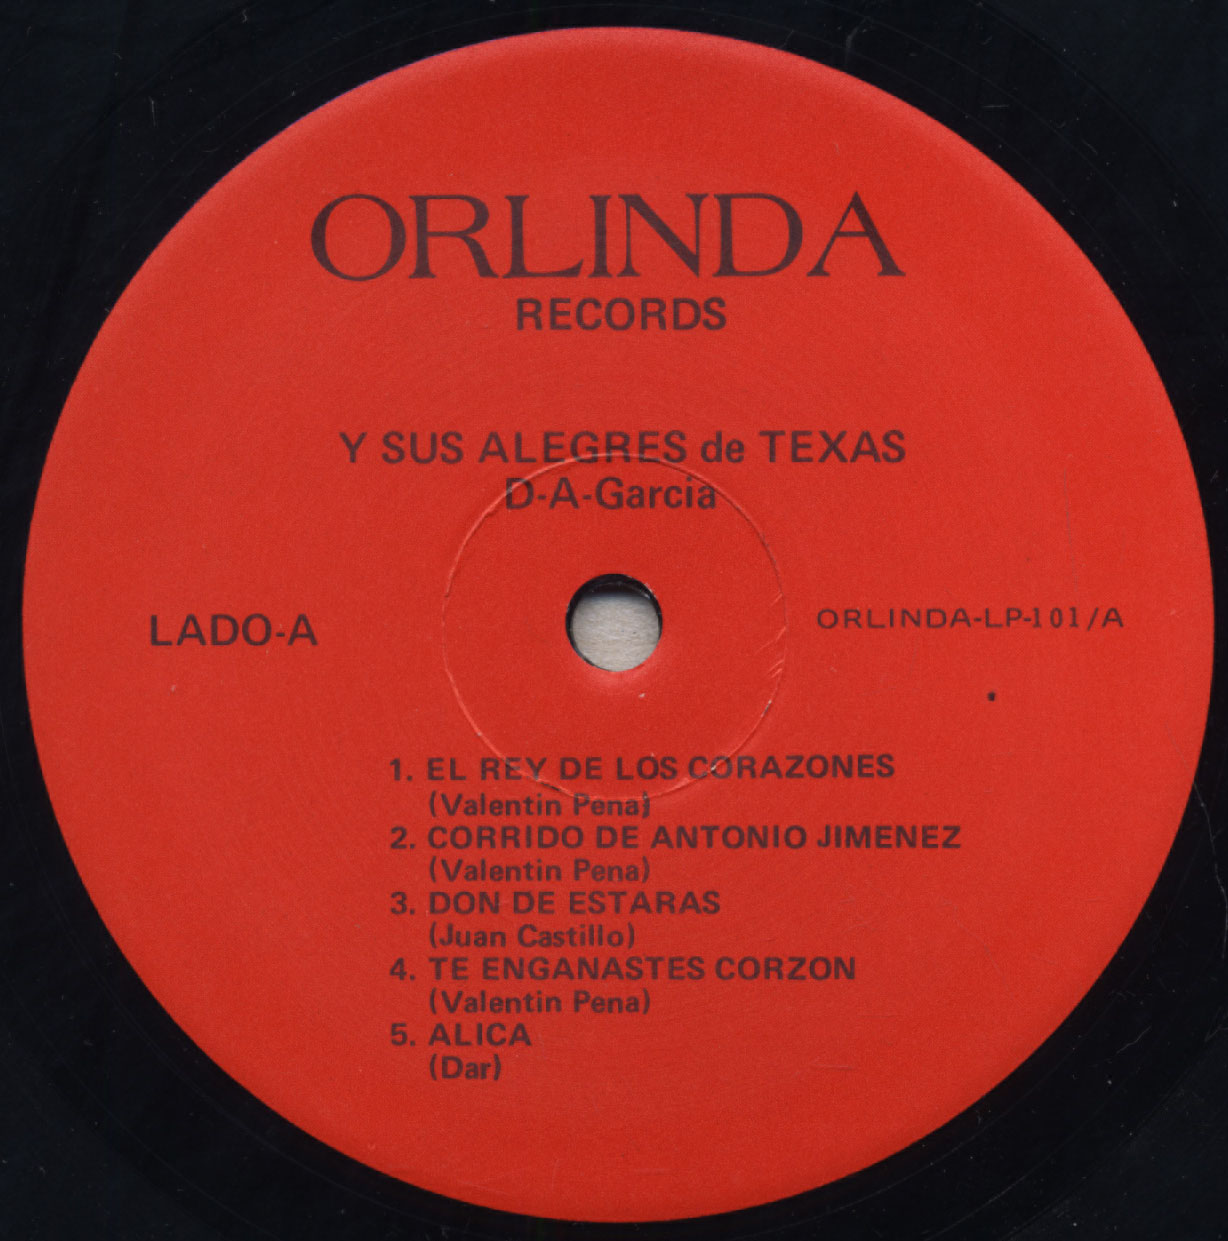 ORLINDA
RECORDS
Y SUS ALEGRES de TEXAS
D-A-Garcia
LADO-A
ORLINDA-LP-101/A
1. EL REY DE LOS CORAZONES
(Valentin Pena)
2. CORRIDO DE ANTONIO JIMENEZ
(Valentin Pena)
3. DON DE ESTARAS
(Juan Castillo)
4. TE ENGANASTES CORZON
(Valentin Pena)
5. ALICA
(Dar)